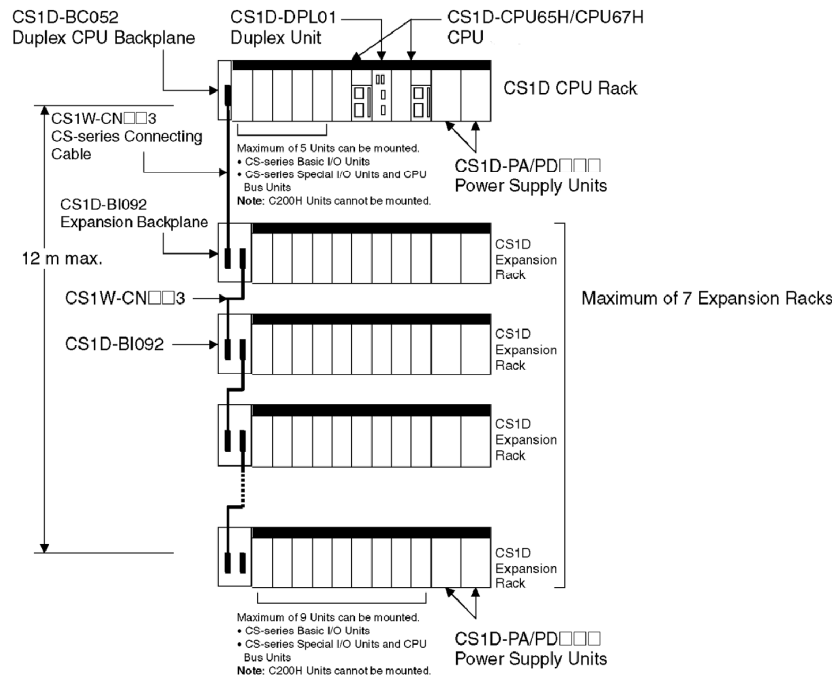 CS1D-BC052
Duplex CPU Backplane
CS1D-DPL01
Duplex Unit
CS1D-CPU65H/CPU67H
CPU
CS1D CPU Rack
CS1W-CN□□3
CS-series Connecting
Cable
Maximum of 5 Units can be mounted.
• CS-series Basic I/O Units
• CS-series Special I/O Units and CPU
Bus Units
Note: C200H Units cannot be mounted.
CS1D-PA/PD□□□
Power Supply Units
CS1D-BI092
Expansion Backplane
12 m max.
CS1D
Expansion
Rack
CS1W-CN□□3
Maximum of 7 Expansion Racks
CS1D-BI092
CS1D
Expansion
Rack
CS1D
Expansion
Rack
CS1D
Expansion
Rack
Maximum of 9 Units can be mounted.
• CS-series Basic I/O Units
• CS-series Special I/O Units and CPU
Bus Units
Note: C200H Units cannot be mounted.
CS1D-PA/PD□□□
Power Supply Units